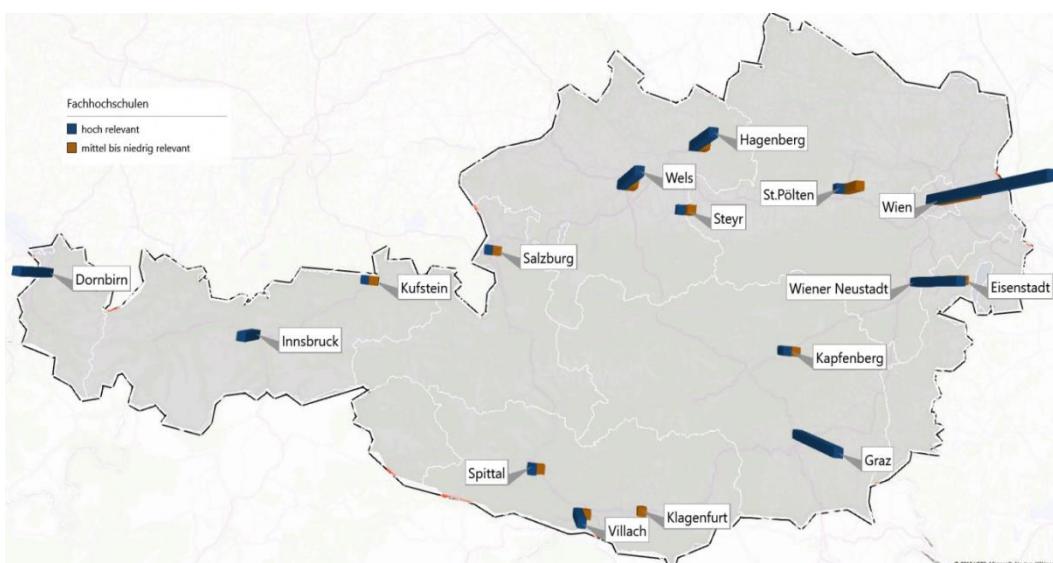 Fachhochschulen
hoch relevant
mittel bis niedrig relevant
Hagenberg
Wels
St.Pölten
Wien
Steyr
Salzburg
Dornbirn
Kufstein
Wiener Neustadt
Eisenstadt
Innsbruck
Kapfenberg
Graz
Spittal
Klagenfurt
Villach